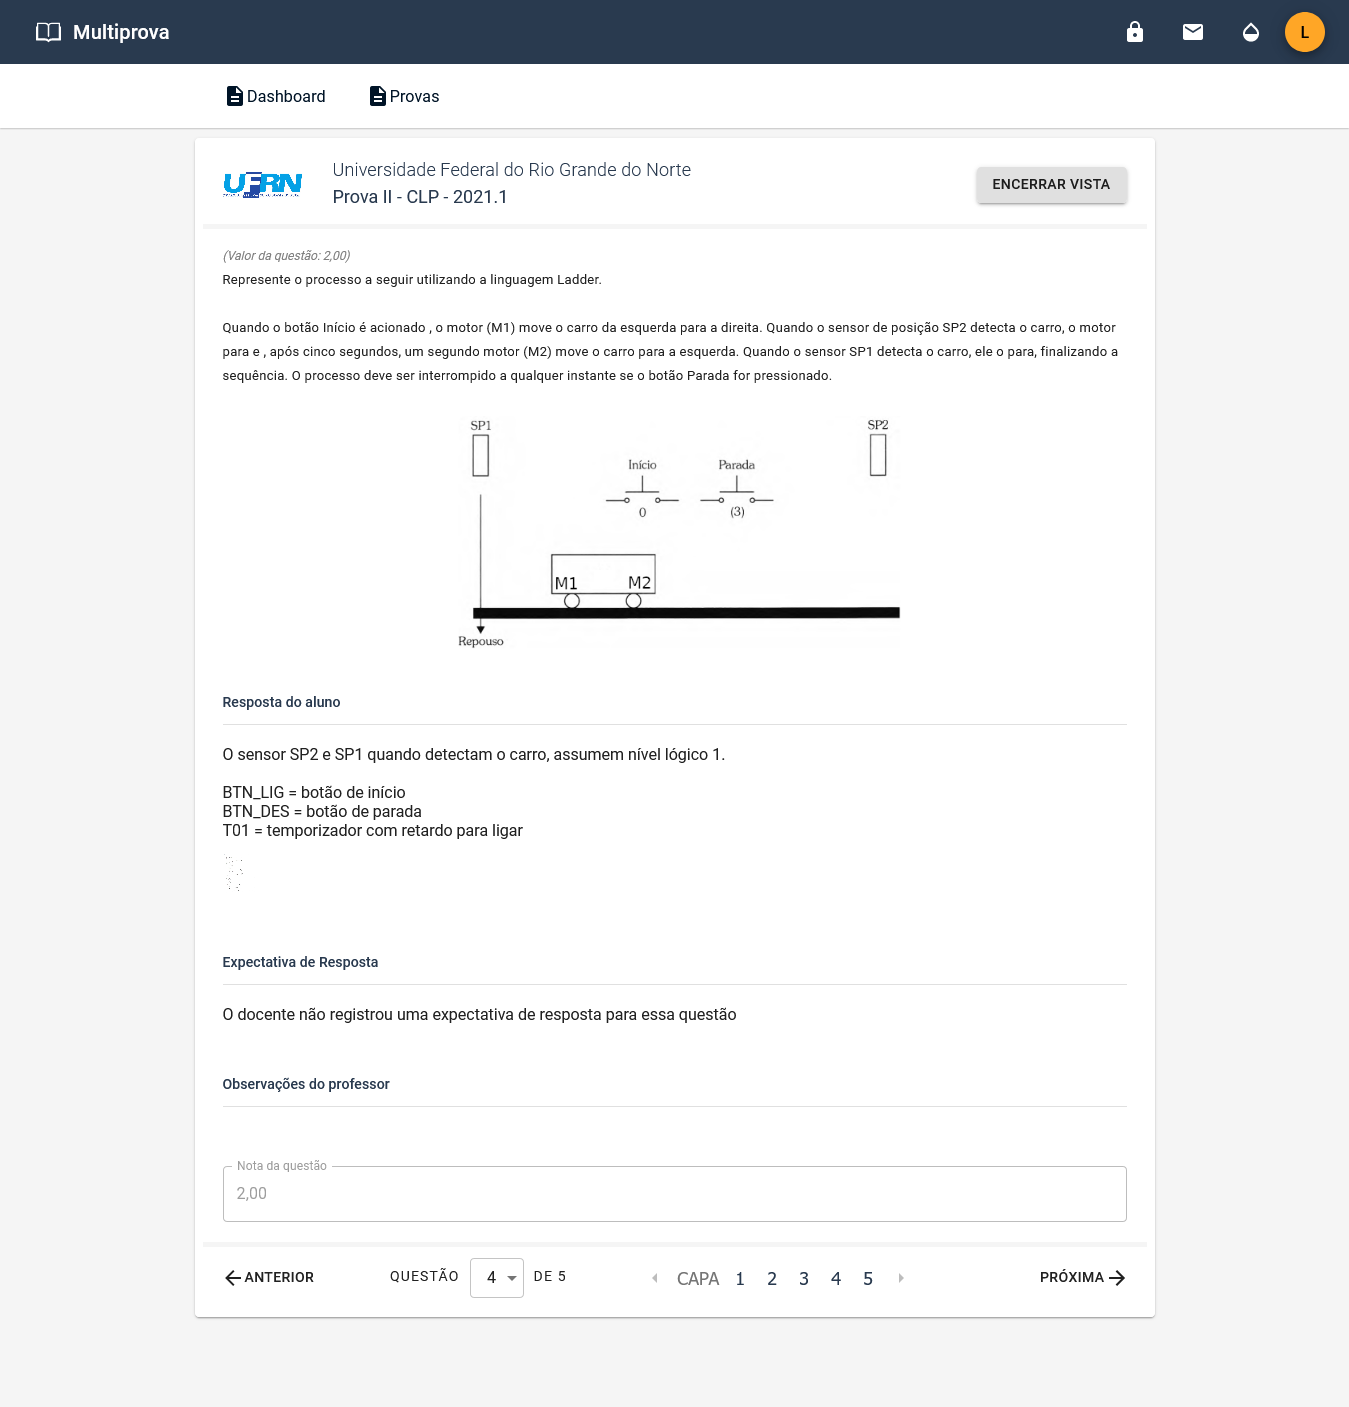 Multiprova
L
Dashboard
Provas
UFRN
Universidade Federal do Rio Grande do Norte
Prova II - CLP - 2021.1
ENCERRAR VISTA
(Valor da questão: 2,00)
Represente o processo a seguir utilizando a linguagem Ladder.
Quando o botão Início é acionado , o motor (M1) move o carro da esquerda para a direita. Quando o sensor de posição SP2 detecta o carro, o motor
para e , após cinco segundos, um segundo motor (M2) move o carro para a esquerda. Quando o sensor SP1 detecta o carro, ele o para, finalizando a
sequência. O processo deve ser interrompido a qualquer instante se o botão Parada for pressionado.
SP1
SP2
Início
Parada
0
(3)
M1
M2
Repouso
Resposta do aluno
O sensor SP2 e SP1 quando detectam o carro, assumem nível lógico 1.
BTN_LIG = botão de início
BTN_DES = botão de parada
T01 = temporizador com retardo para ligar
Expectativa de Resposta
O docente não registrou uma expectativa de resposta para essa questão
Observações do professor
Nota da questão
2,00
ANTERIOR
QUESTÃO 4 DE 5
CAPA 1 2 3 4 5
PRÓXIMA